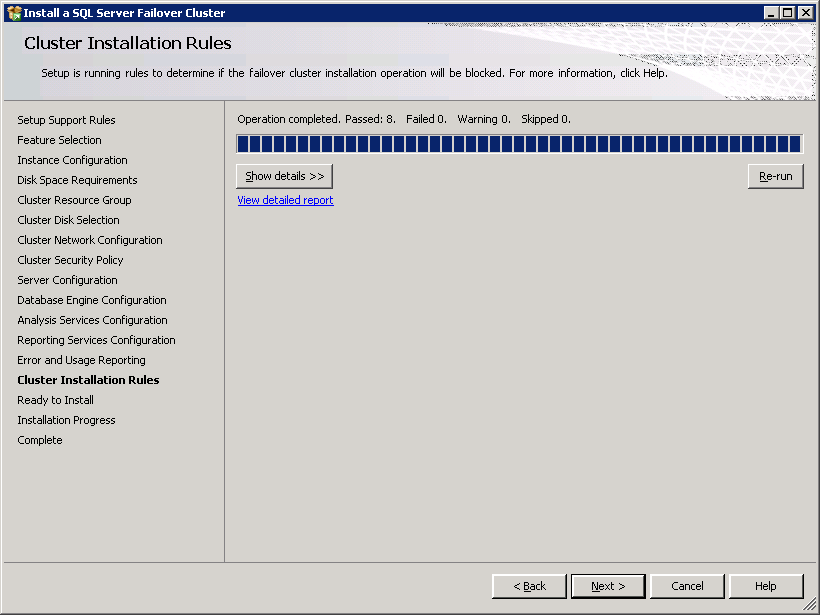 Install a SQL Server Failover Cluster
Cluster Installation Rules
Setup is running rules to determine if the failover cluster installation operation will be blocked. For more information, click Help.
Setup Support Rules
Feature Selection
Instance Configuration
Disk Space Requirements
Cluster Resource Group
Cluster Disk Selection
Cluster Network Configuration
Cluster Security Policy
Server Configuration
Database Engine Configuration
Analysis Services Configuration
Reporting Services Configuration
Error and Usage Reporting
Cluster Installation Rules
Ready to Install
Installation Progress
Complete
Operation completed. Passed: 8. Failed 0. Warning 0. Skipped 0.
Show details >>
Re-run
View detailed report
< Back
Next >
Cancel
Help